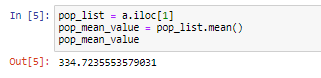 In [5]: pop_list = a.iloc[1]
pop_mean_value = pop_list.mean()
pop_mean_value
Out[5]: 334.7235553579031